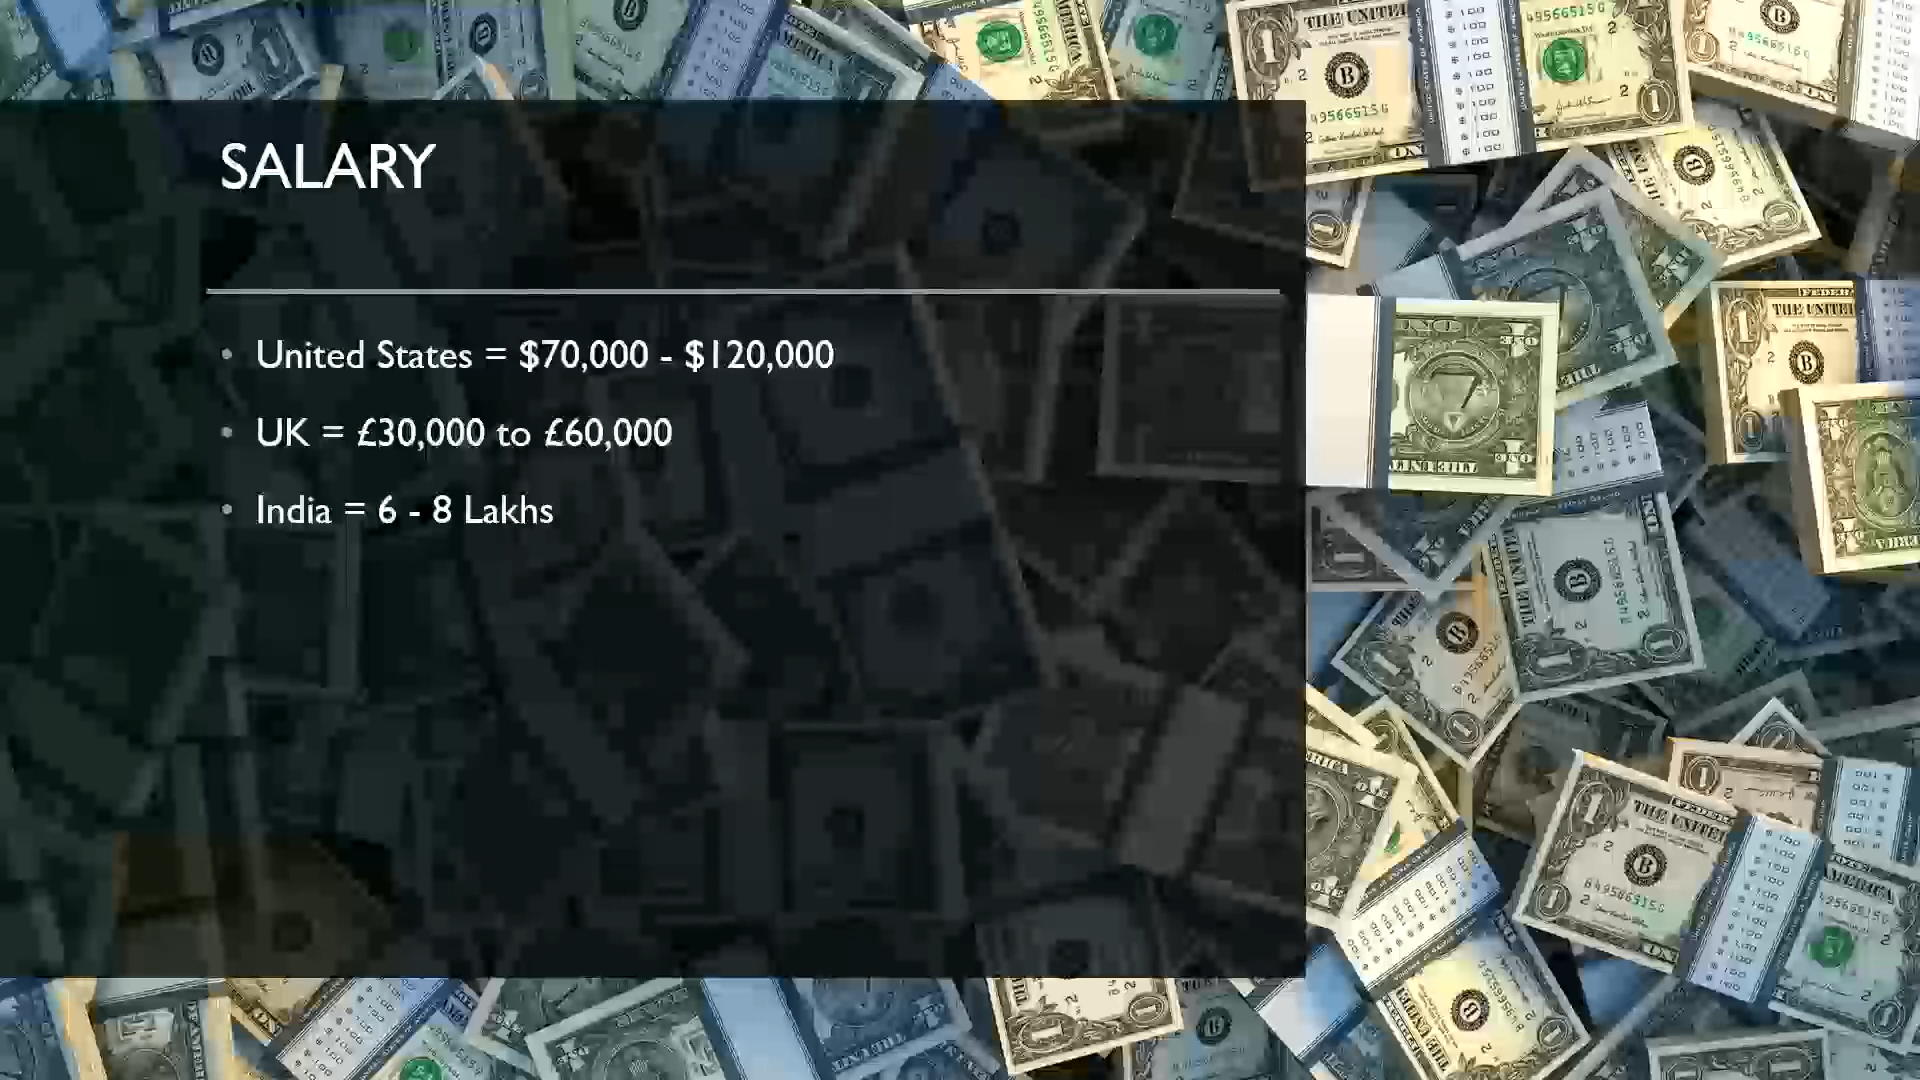 SALARY
• United States = $70,000 - $120,000
• UK = £30,000 to £60,000
• India = 6 - 8 Lakhs